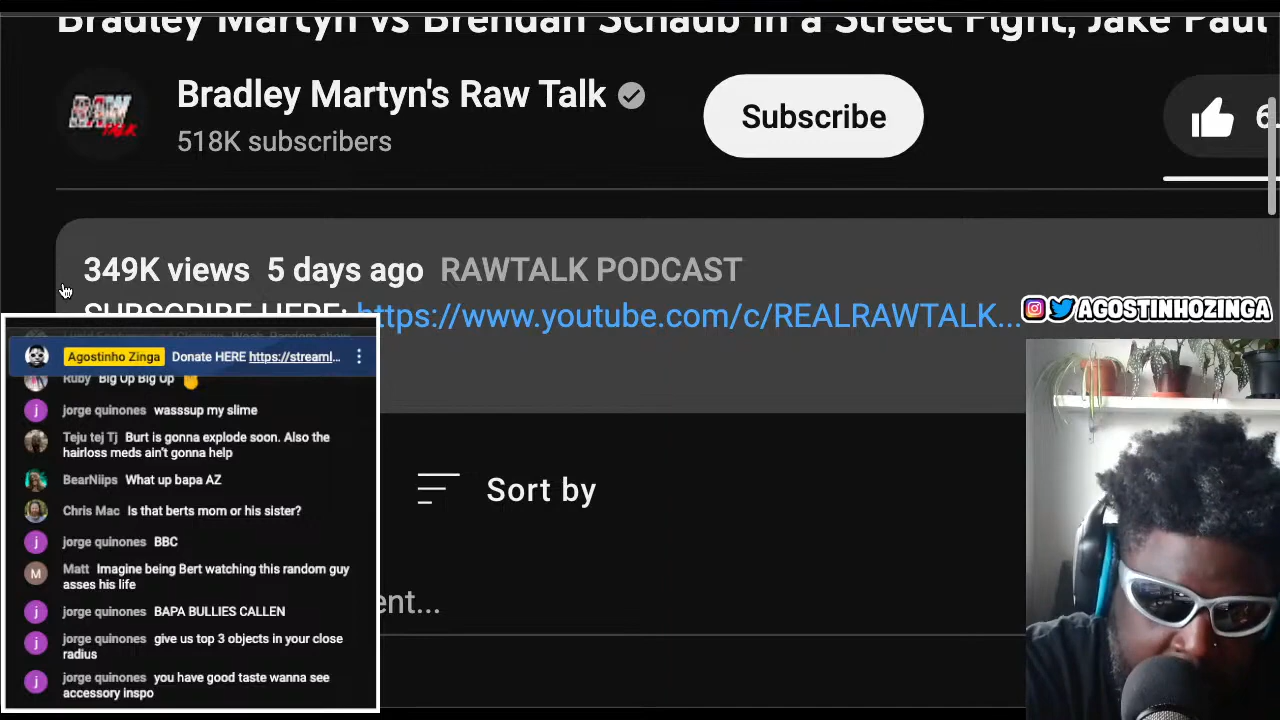 Bradley Martyn vs Brendan Schaub in a Street Fight, Jake Paul
RAW
TALK
Bradley Martyn's Raw Talk
518K subscribers
Subscribe
6
349K views 5 days ago RAWTALK PODCAST
SUBSCRIBE HERE: https://www.youtube.com/c/REALRAWTALK...
AGOSTINHOZINGA
Agostinho Zinga Donate HERE https://streaml...
Ruby Big Up Big Up
jorge quinones wasssup my slime
Teju tej Tj Burt is gonna explode soon. Also the
hairloss meds ain't gonna help
BearNiips What up bapa AZ
Chris Mac Is that berts mom or his sister?
jorge quinones BBC
Matt Imagine being Bert watching this random guy
asses his life
jorge quinones BAPA BULLIES CALLEN
jorge quinones give us top 3 objects in your close
radius
jorge quinones you have good taste wanna see
accessory inspo
Sort by
ent...